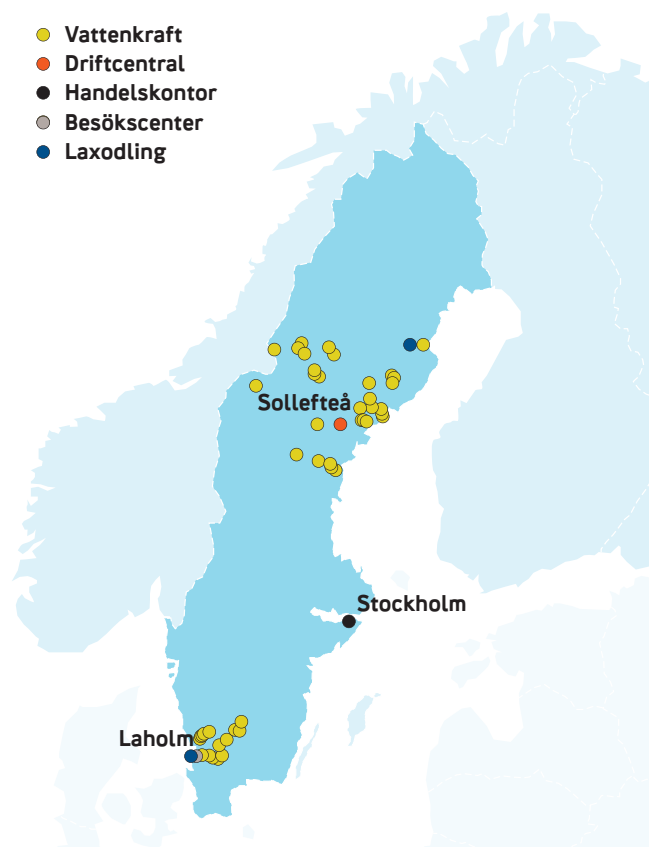 Vattenkraft
Driftcentral
Handelskontor
Besökscenter
Laxodling
Sollefteå
Stockholm
Laholm